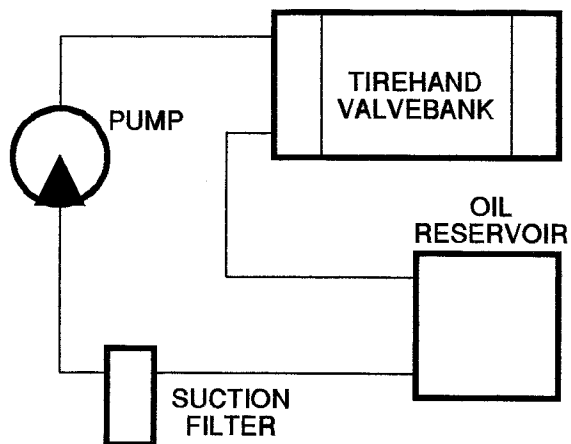 PUMP
TIREHAND
VALVEBANK
OIL
RESERVOIR
SUCTION
FILTER